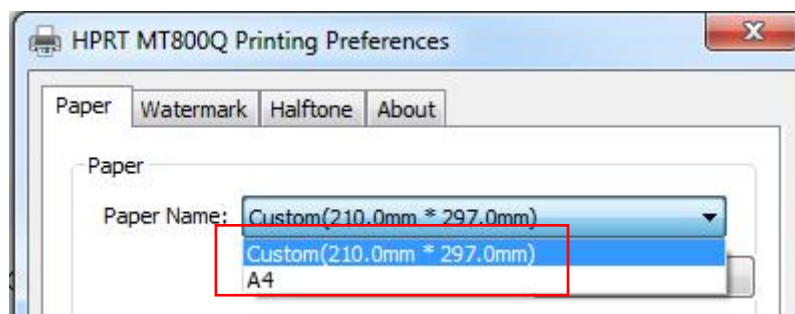 HPRT MT800Q Printing Preferences
Paper Watermark Halftone About
Paper
Paper Name: Custom(210.0mm * 297.0mm)
Custom(210.0mm * 297.0mm)
A4